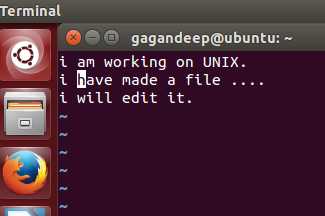 Terminal
gagandeep@ubuntu: ~
i am working on UNIX.
i have made a file ....
i will edit it.
~
~
~
~
~
~